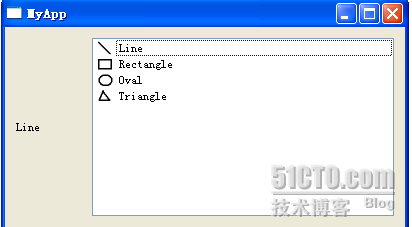 MyApp
Line
Rectangle
Oval
Triangle
Line
51CTO.com
技术博客 Blog